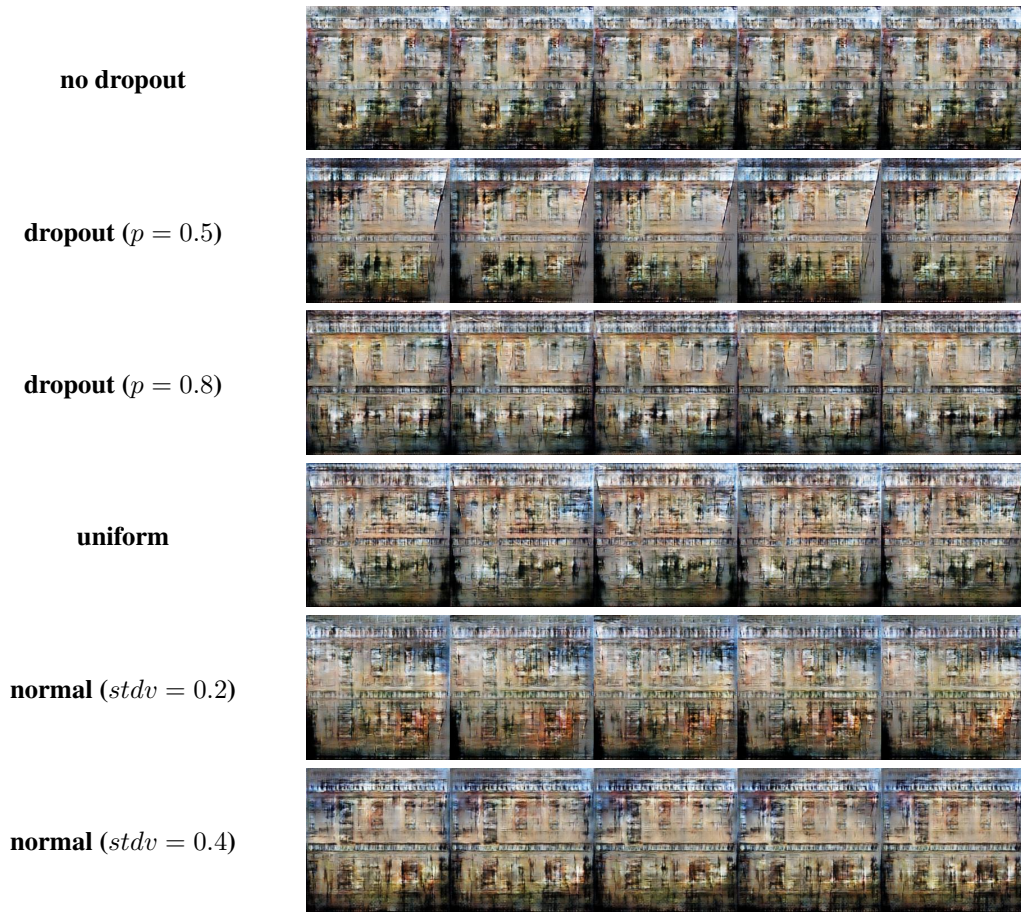 no dropout
dropout (p = 0.5)
dropout (p = 0.8)
uniform
normal (stdv = 0.2)
normal (stdv = 0.4)